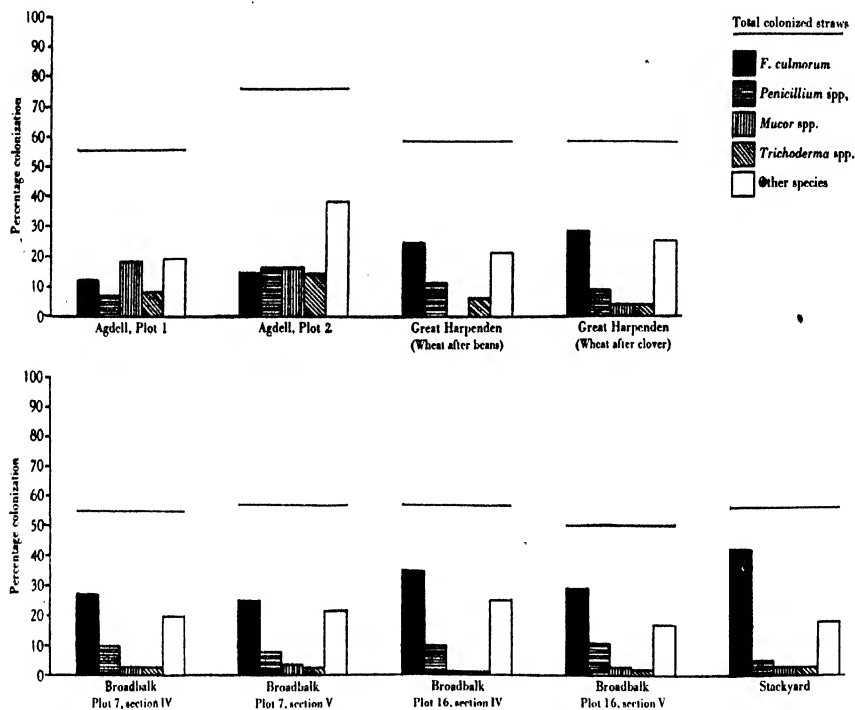 Percentage colonization
100
90
80
70
60
50
40
30
20
10
0
Agdell, Plot 1
Agdell, Plot 2
Great Harpenden
(Wheat after beans)
Great Harpenden
(Wheat after clover)
Total colonized straws
F. culmorum
Penicillium spp.
Mucor spp.
Trichoderma spp.
Other species
Percentage colonization
100
90
80
70
60
50
40
30
20
10
0
Broadbalk
Plot 7, section IV
Broadbalk
Plot 7, section V
Broadbalk
Plot 16, section IV
Broadbalk
Plot 16, section V
Stackyard